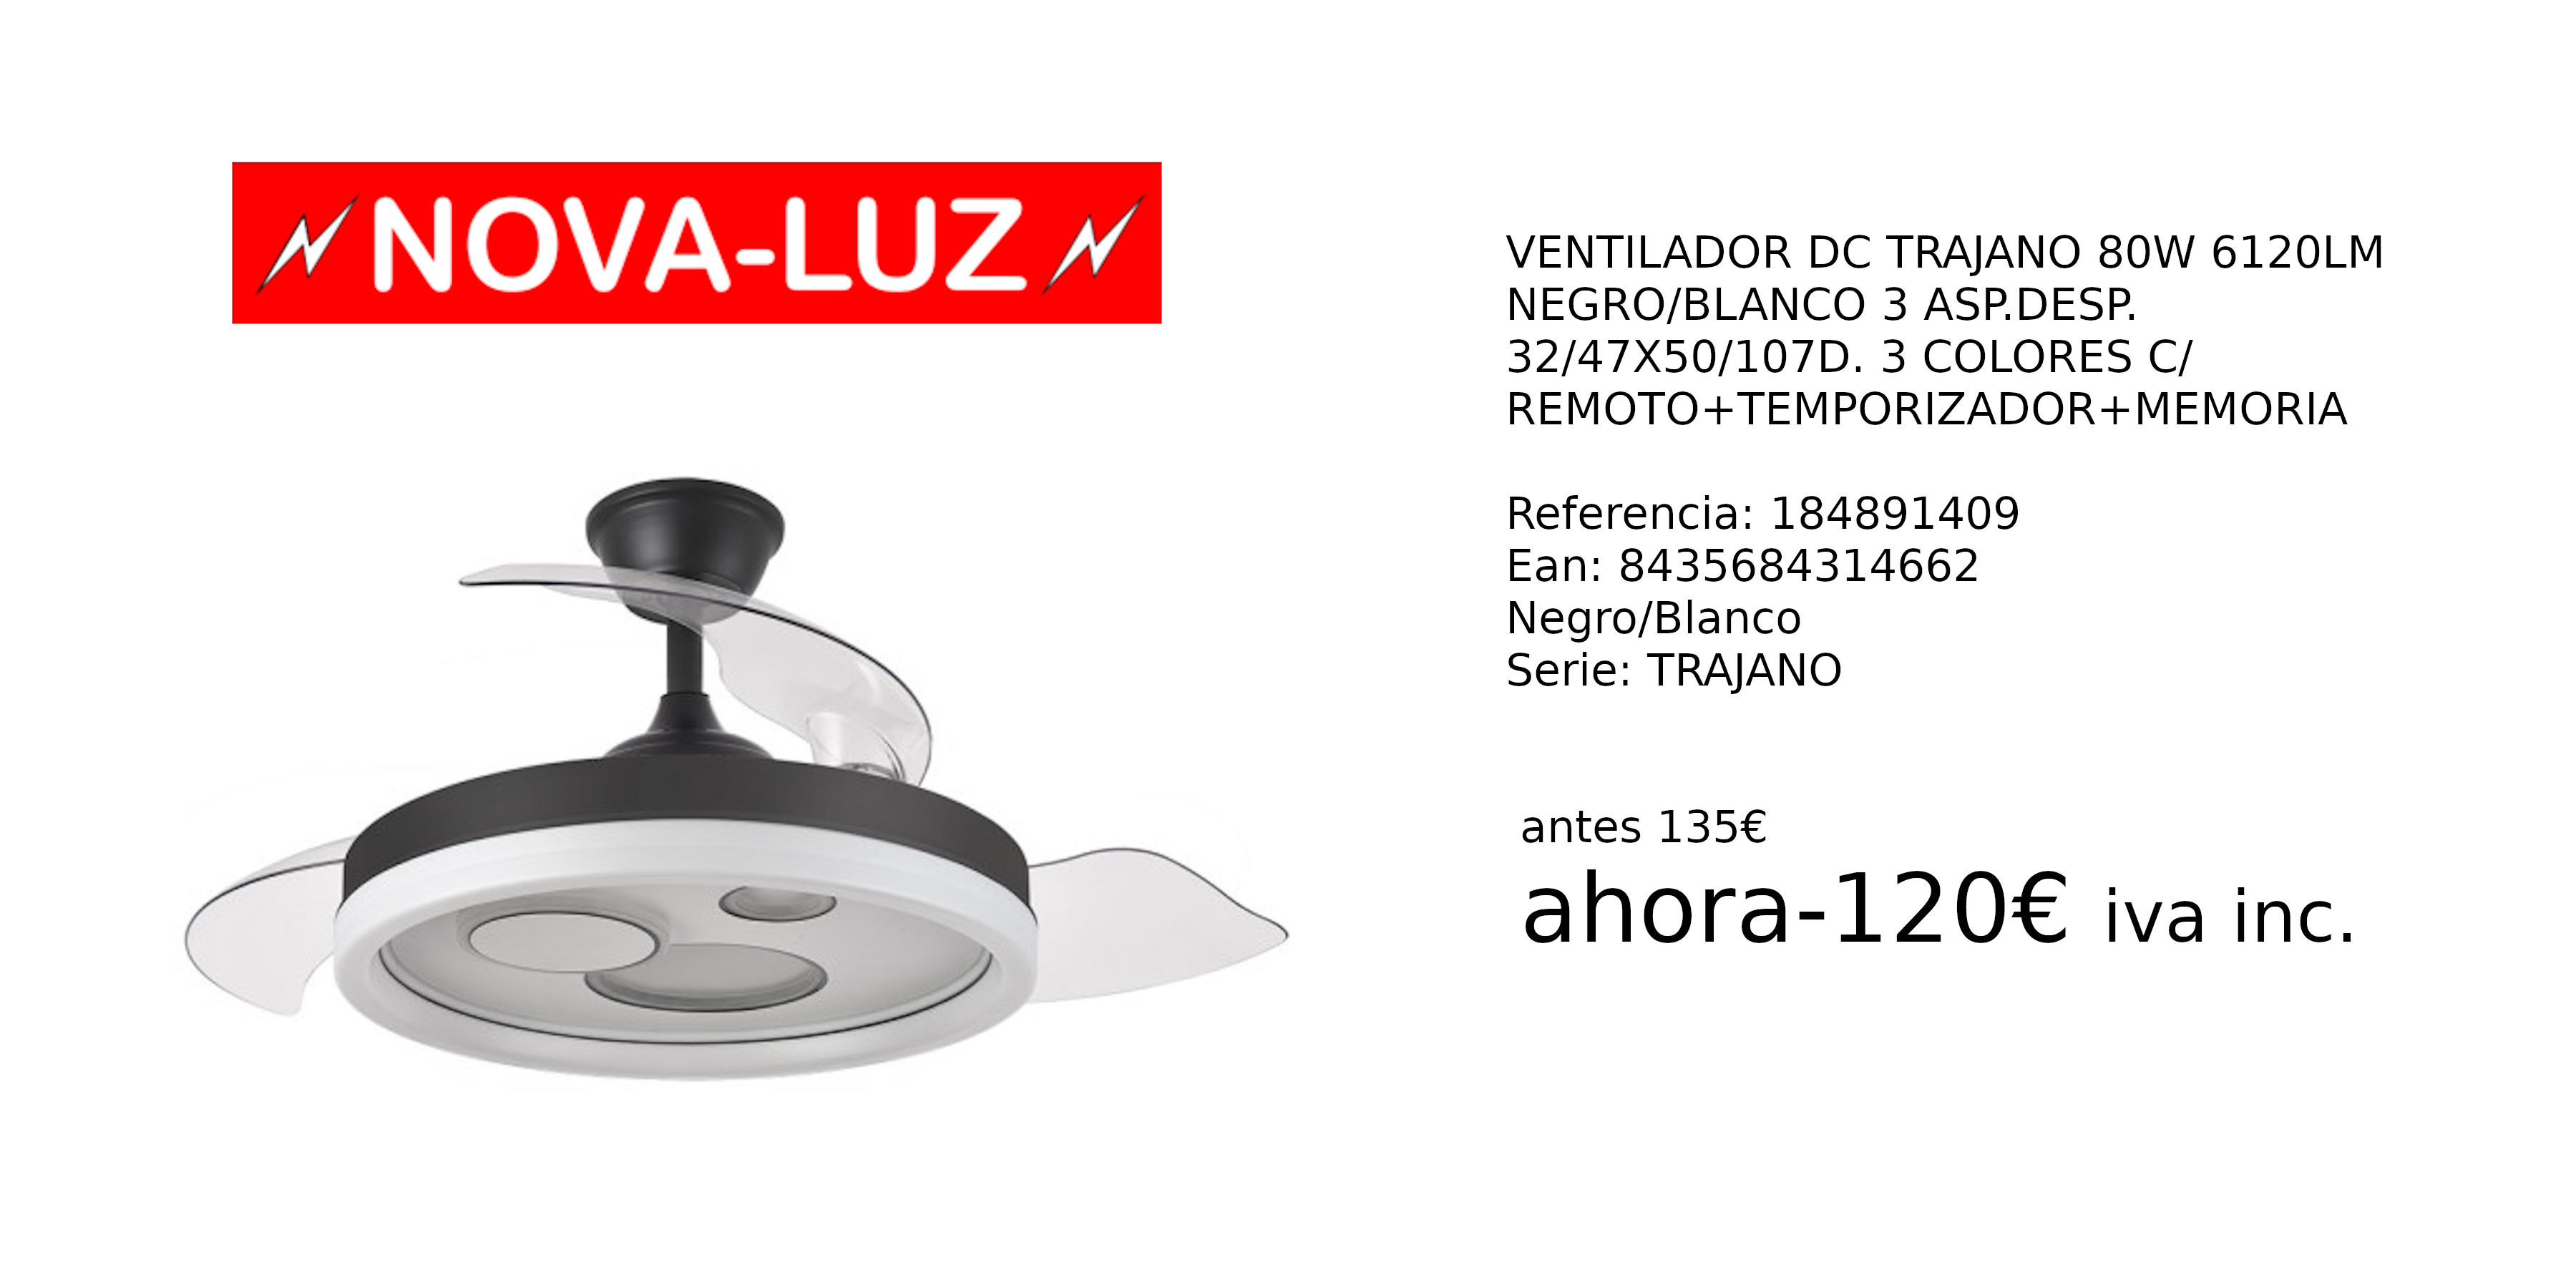 NOVA-LUZ
VENTILADOR DC TRAJANO 80W 6120LM
NEGRO/BLANCO 3 ASP.DESP.
32/47X50/107D. 3 COLORES C/
REMOTO+TEMPORIZADOR+MEMORIA
Referencia: 184891409
Ean: 8435684314662
Negro/Blanco
Serie: TRAJANO
antes 135€
ahora-120€ iva inc.